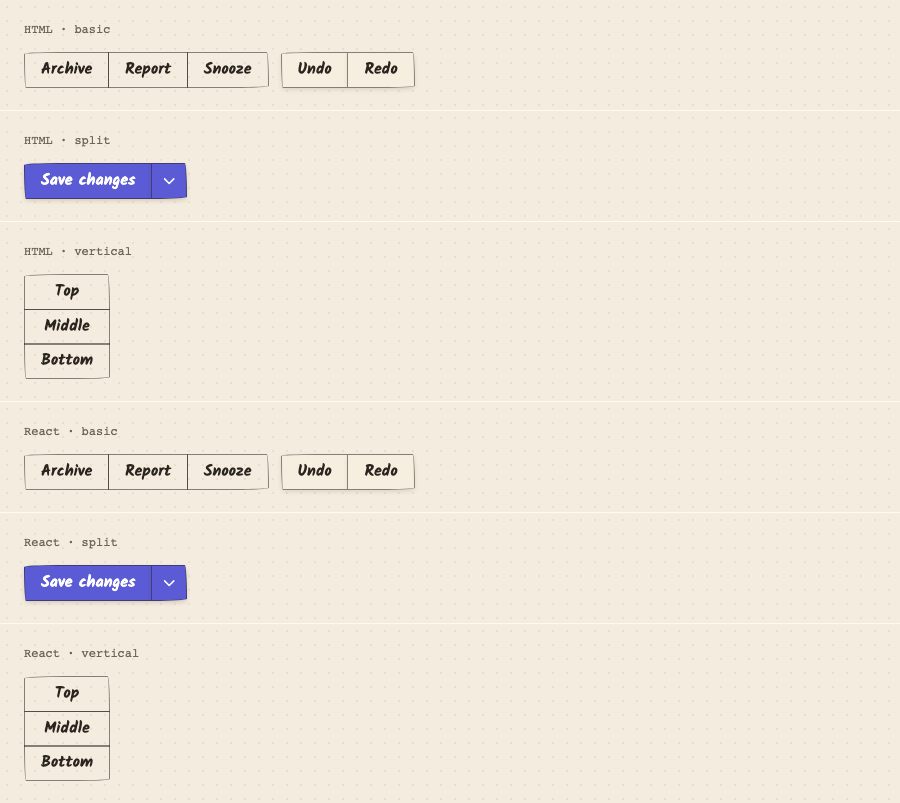 HTML · basic
Archive Report Snooze Undo Redo
HTML · split
Save changes
HTML · vertical
Top
Middle
Bottom
React · basic
Archive Report Snooze Undo Redo
React · split
Save changes
React · vertical
Top
Middle
Bottom